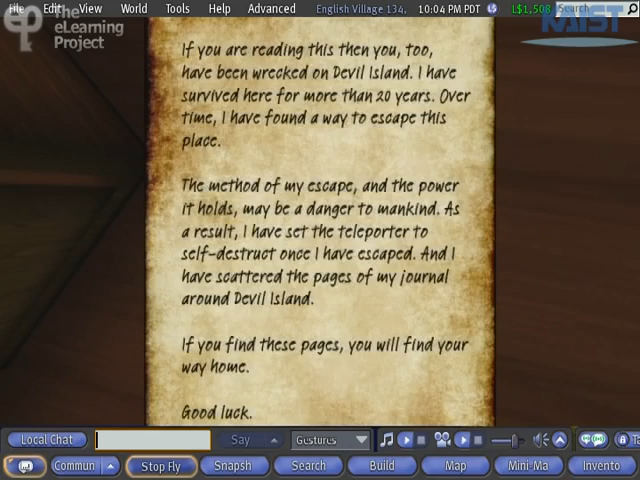 File Edit View World Tools Help Advanced English Village 134, 10:04 PM PDT L$1,508 Search
The
eLearning
Project
KAIST
If you are reading this then you, too,
have been wrecked on Devil Island. I have
survived here for more than 20 years. Over
time, I have found a way to escape this
place.
The method of my escape, and the power
it holds, may be a danger to mankind. As
a result, I have set the teleporter to
self-destruct once I have escaped. And I
have scattered the pages of my journal
around Devil Island.
If you find these pages, you will find your
way home.
Good luck.
Local Chat Say Gestures Ta
Commun Stop Fly Snapsh Search Build Map Mini-Ma Invento